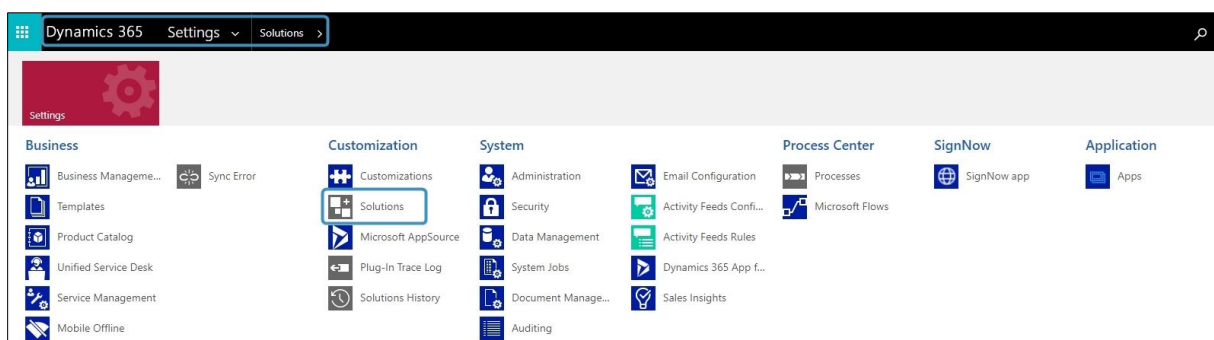 Dynamics 365 Settings Solutions
Settings
Business
Business Manageme...
Sync Error
Templates
Product Catalog
Unified Service Desk
Service Management
Mobile Offline
Customization
Customizations
Solutions
Microsoft AppSource
Plug-In Trace Log
Solutions History
System
Administration
Security
Data Management
System Jobs
Document Manage...
Auditing
Email Configuration
Activity Feeds Confi...
Activity Feeds Rules
Dynamics 365 App f...
Sales Insights
Process Center
Processes
Microsoft Flows
SignNow
SignNow app
Application
Apps